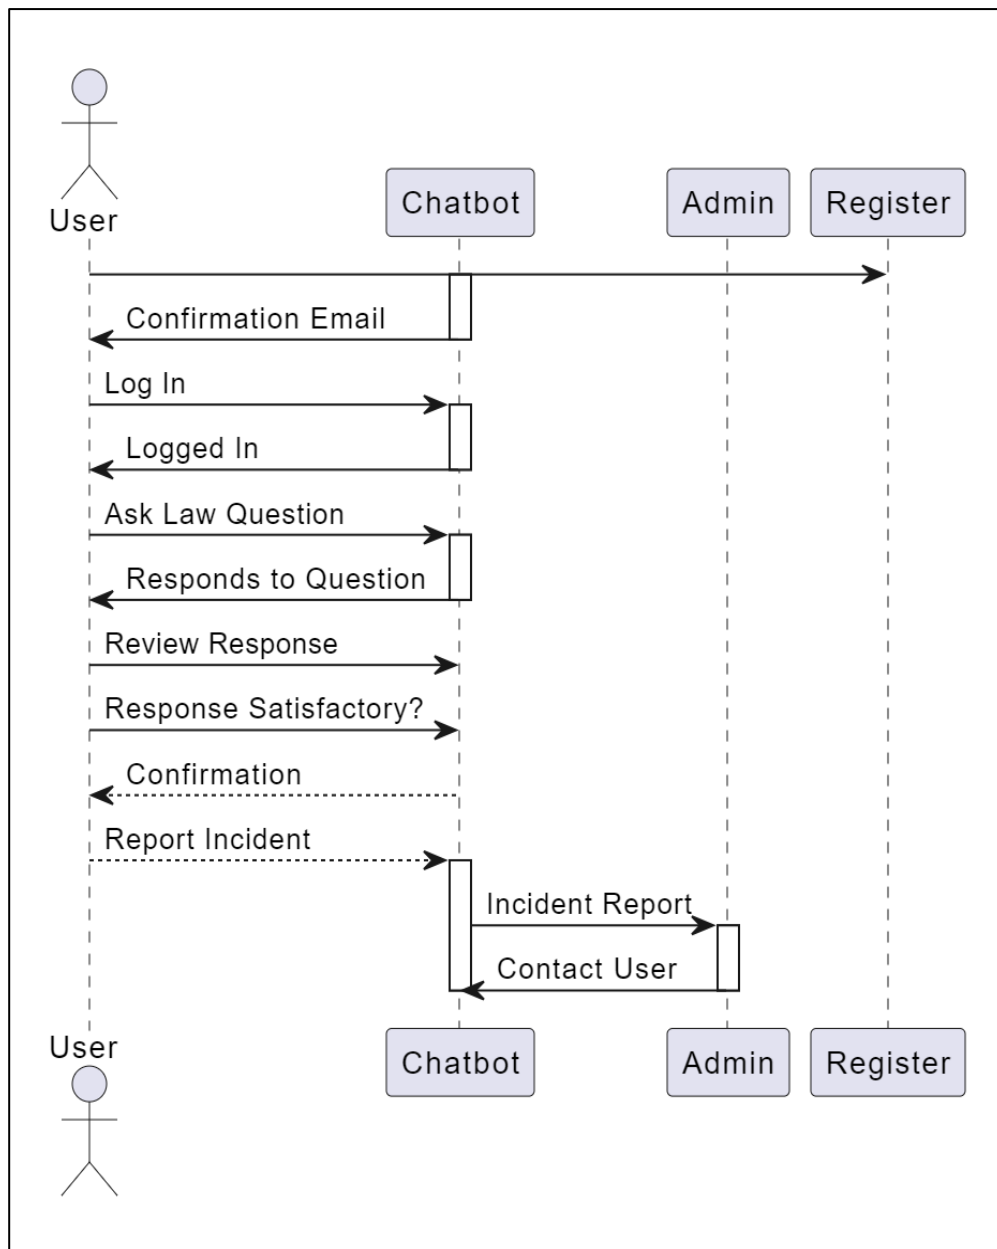 User
Chatbot
Admin
Register
Confirmation Email
Log In
Logged In
Ask Law Question
Responds to Question
Review Response
Response Satisfactory?
Confirmation
Report Incident
Incident Report
Contact User
User
Chatbot
Admin
Register